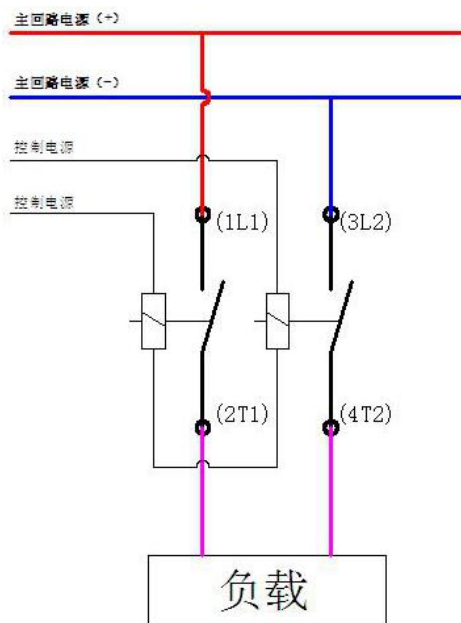 主回路电源（+）
主回路电源（-）
控制电源
控制电源
(1L1)
(3L2)
(2T1)
(4T2)
负载